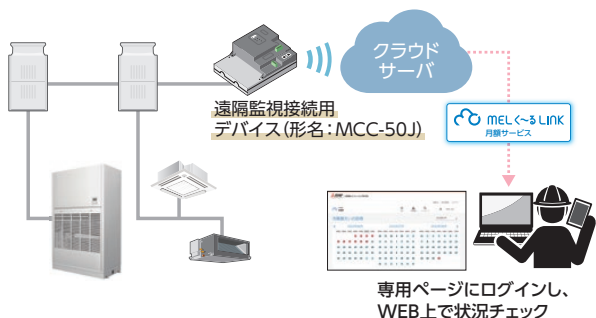 クラウド
サーバ
遠隔監視接続用
デバイス(形名:MCC-50J)
MELく〜るLINK
月額サービス
専用ページにログインし、
WEB上で状況チェック